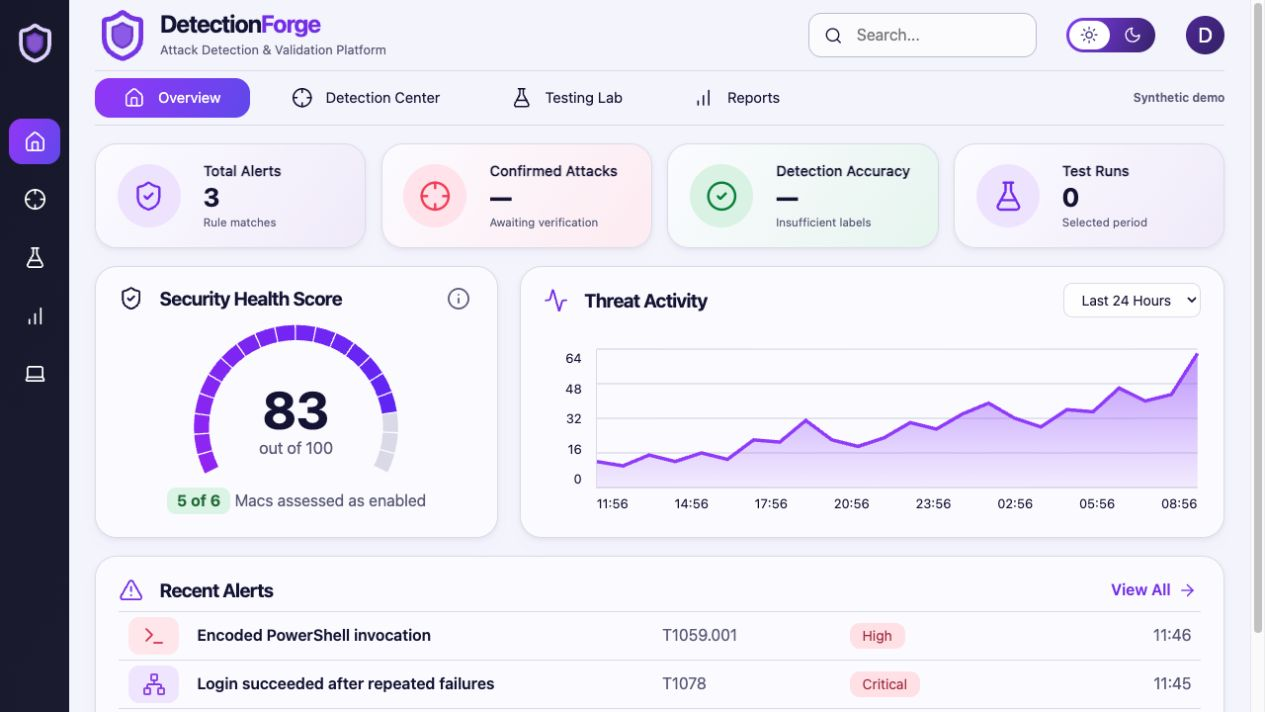 DetectionForge
Attack Detection & Validation Platform
Search...
D
Overview
Detection Center
Testing Lab
Reports
Synthetic demo
Total Alerts
3
Rule matches
Confirmed Attacks
—
Awaiting verification
Detection Accuracy
—
Insufficient labels
Test Runs
0
Selected period
Security Health Score
83
out of 100
5 of 6 Macs assessed as enabled
Threat Activity
Last 24 Hours
64
48
32
16
0
11:56 14:56 17:56 20:56 23:56 02:56 05:56 08:56
Recent Alerts
View All
Encoded PowerShell invocation T1059.001 High 11:46
Login succeeded after repeated failures T1078 Critical 11:45